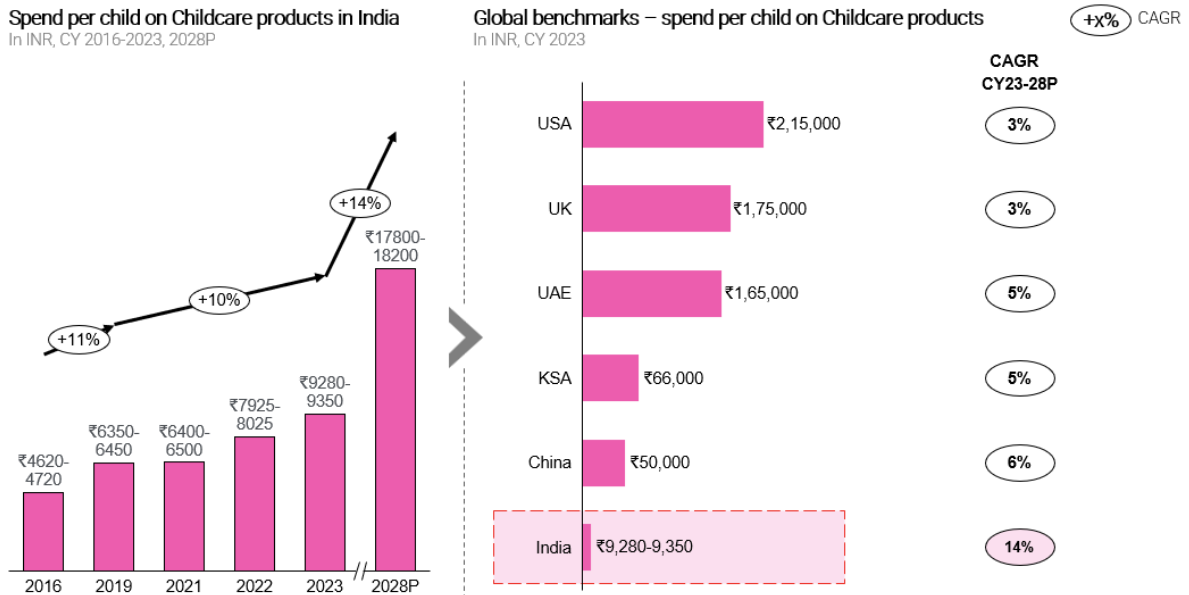 Spend per child on Childcare products in India
In INR, CY 2016-2023, 2028P
+11%
+10%
+14%
₹4620-
4720
₹6350-
6450
₹6400-
6500
₹7925-
8025
₹9280-
9350
₹17800-
18200
2016
2019
2021
2022
2023
2028P
Global benchmarks – spend per child on Childcare products
In INR, CY 2023
+x% CAGR
CAGR
CY23-28P
USA ₹2,15,000 3%
UK ₹1,75,000 3%
UAE ₹1,65,000 5%
KSA ₹66,000 5%
China ₹50,000 6%
India ₹9,280-9,350 14%